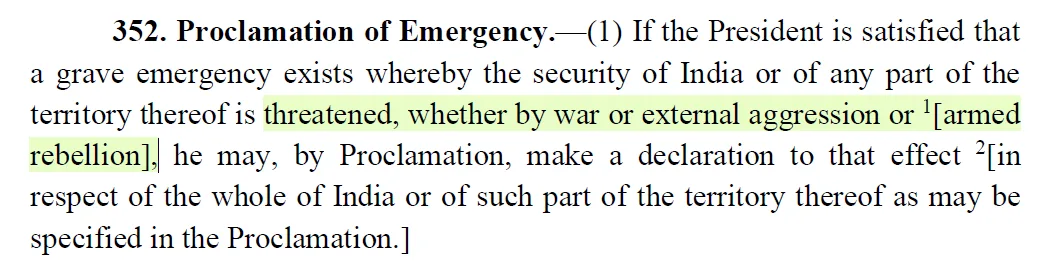 352. Proclamation of Emergency.—(1) If the President is satisfied that
a grave emergency exists whereby the security of India or of any part of the
territory thereof is threatened, whether by war or external aggression or ¹[armed
rebellion], he may, by Proclamation, make a declaration to that effect ²[in
respect of the whole of India or of such part of the territory thereof as may be
specified in the Proclamation.]